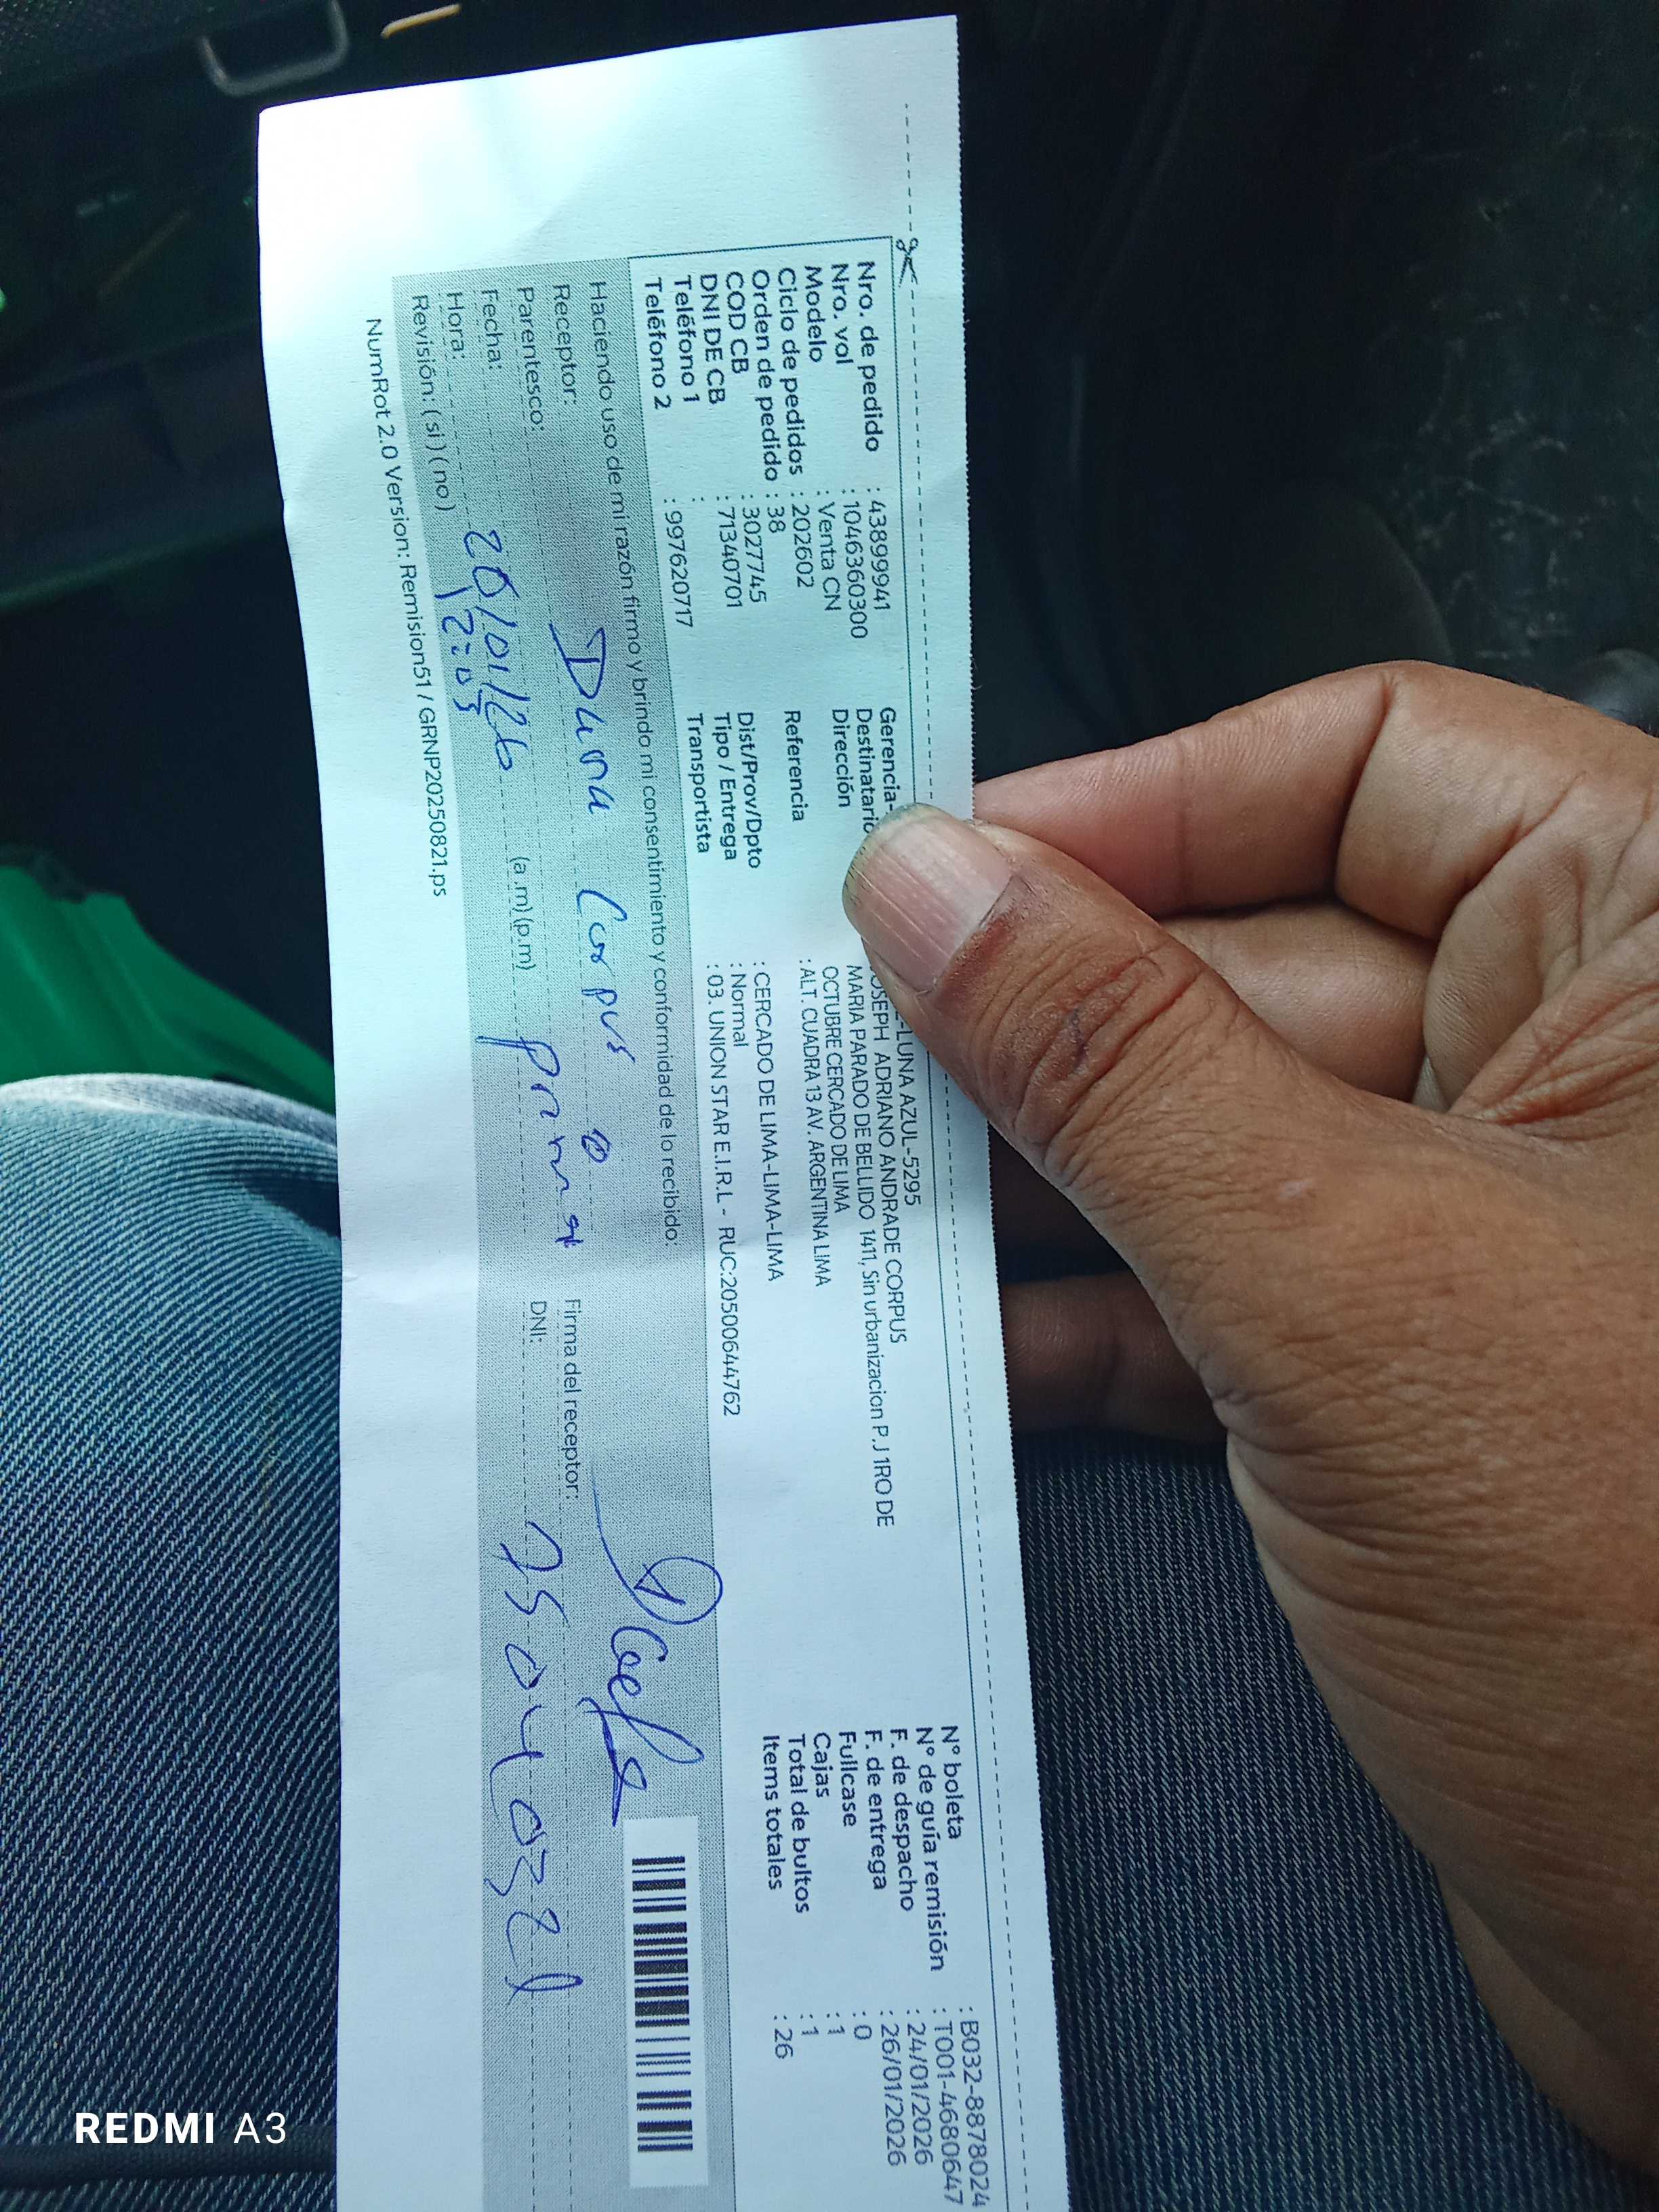 Nro. de pedido : 43899941
Nro. vol : 10463603 00
Modelo : Venta CN
Ciclo de pedidos : 202602
Orden de pedido : 38
COD CB : 3027745
DNI DE CB : 71340701
Teléfono 1 :
Teléfono 2 : 997620717
Gerencia- -LUNA AZUL-5295
Destinatario OSEPH ADRIANO ANDRADE CORPUS
Dirección MARIA PARADO DE BELLIDO 1411, Sin urbanizacion P.J 1RO DE
OCTUBRE CERCADO DE LIMA
Referencia : ALT. CUADRA 13 AV. ARGENTINA LIMA
Dist/Prov/Dpto : CERCADO DE LIMA-LIMA-LIMA
Tipo / Entrega : Normal
Transportista : 03. UNION STAR E.I.R.L - RUC:20500644762
N° boleta : B032-8878024
N° de guía remisión : T001-4680647
F. de despacho : 24/01/2026
F. de entrega : 26/01/2026
Fullcase : 0
Cajas : 1
Total de bultos : 1
Items totales : 26
Haciendo uso de mi razón firmo y brindo mi consentimiento y conformidad de lo recibido:
Receptor: Corpus
Firma del receptor:
Parentesco: prima
DNI:
Fecha: /01/26
Hora: 12:05 (a.m) (p.m)
Revisión: ( si ) ( no )
NumRot 2.0 Version: Remision51 / GRNP20250821.ps
REDMI A3